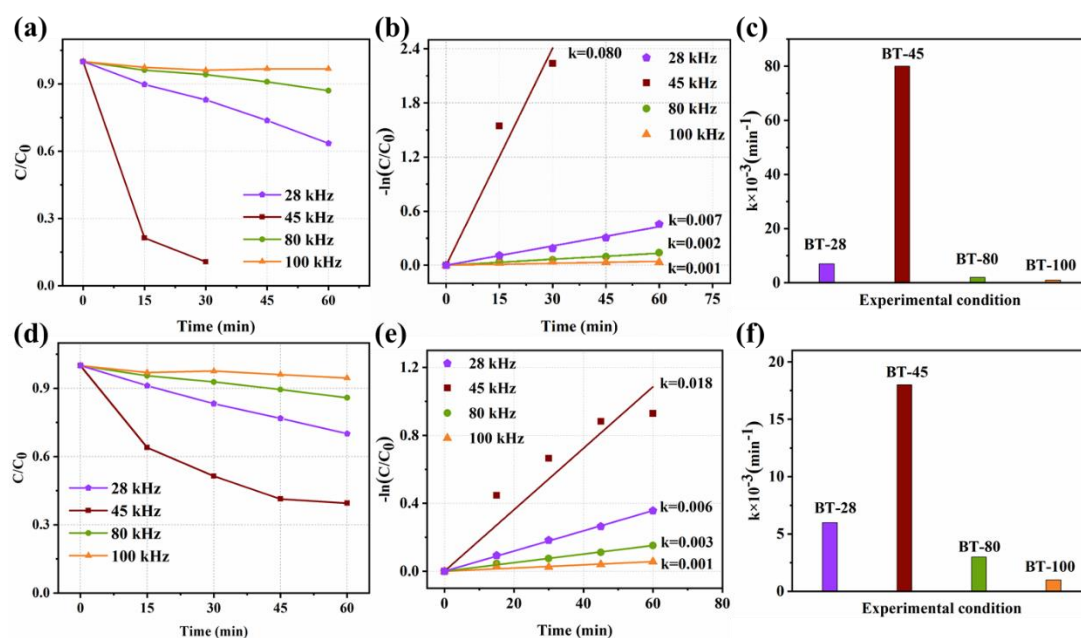 (a)
C/C0
0.9
0.6
0.3
0.0
0 15 30 45 60
Time (min)
28 kHz
45 kHz
80 kHz
100 kHz
(b)
-ln(C/C0)
2.4
1.8
1.2
0.6
0.0
0 15 30 45 60 75
Time (min)
k=0.080
28 kHz
45 kHz
80 kHz
100 kHz
k=0.007
k=0.002
k=0.001
(c)
k×10⁻³(min⁻¹)
80
60
40
20
0
BT-28
BT-45
BT-80
BT-100
Experimental condition
(d)
C/C0
0.9
0.6
0.3
0.0
0 15 30 45 60
Time (min)
28 kHz
45 kHz
80 kHz
100 kHz
(e)
-ln(C/C0)
1.2
0.8
0.4
0.0
0 20 40 60 80
Time (min)
28 kHz
45 kHz
80 kHz
100 kHz
k=0.018
k=0.006
k=0.003
k=0.001
(f)
k×10⁻³(min⁻¹)
20
15
10
5
0
BT-28
BT-45
BT-80
BT-100
Experimental condition